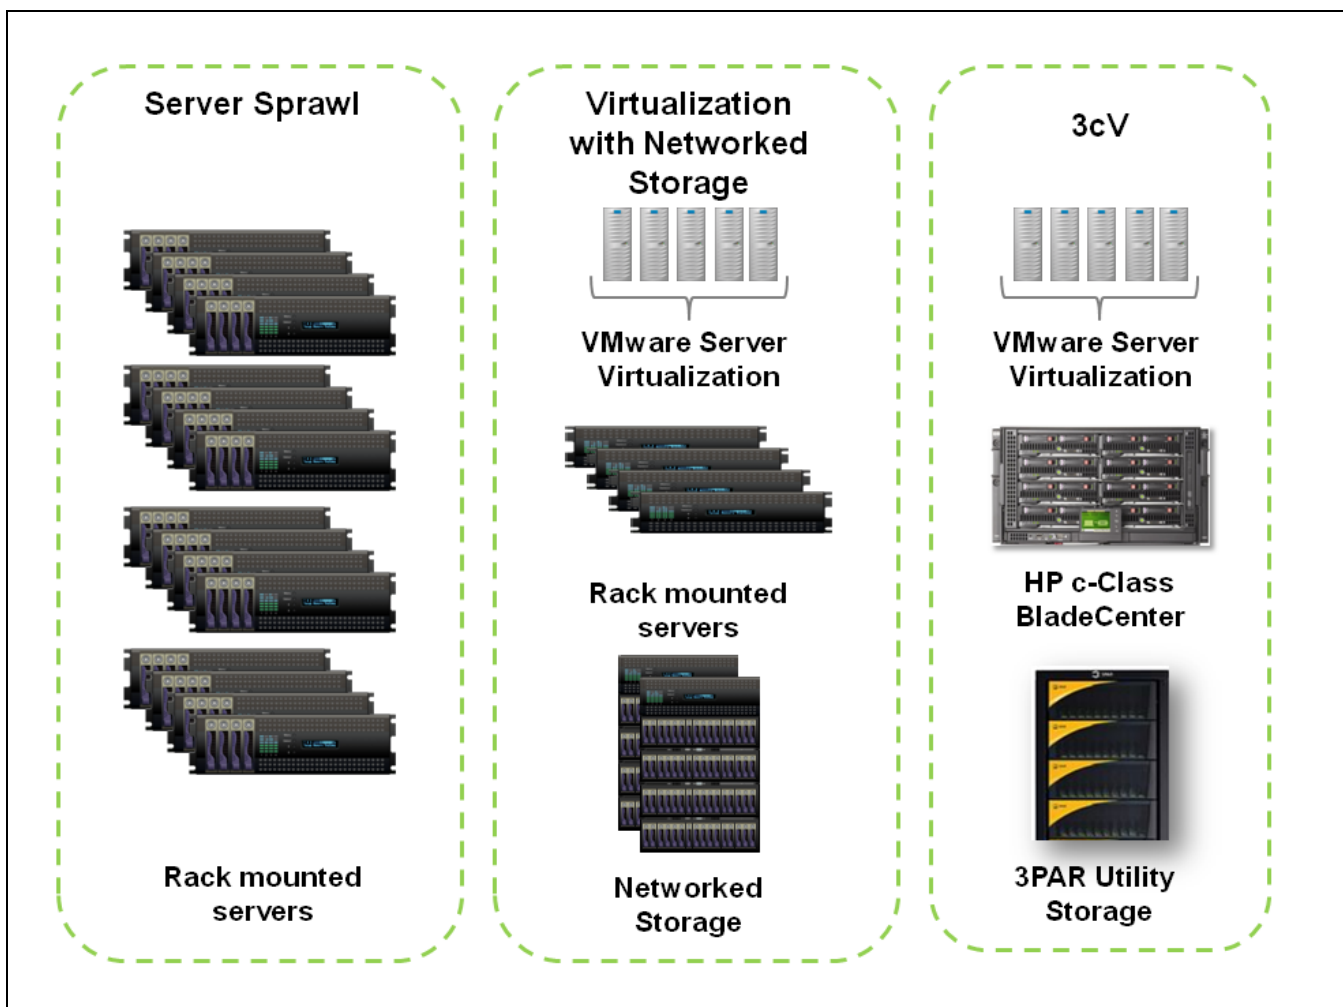 Server Sprawl
Rack mounted
servers
Virtualization
with Networked
Storage
VMware Server
Virtualization
Rack mounted
servers
Networked
Storage
3cV
VMware Server
Virtualization
HP c-Class
BladeCenter
3PAR Utility
Storage